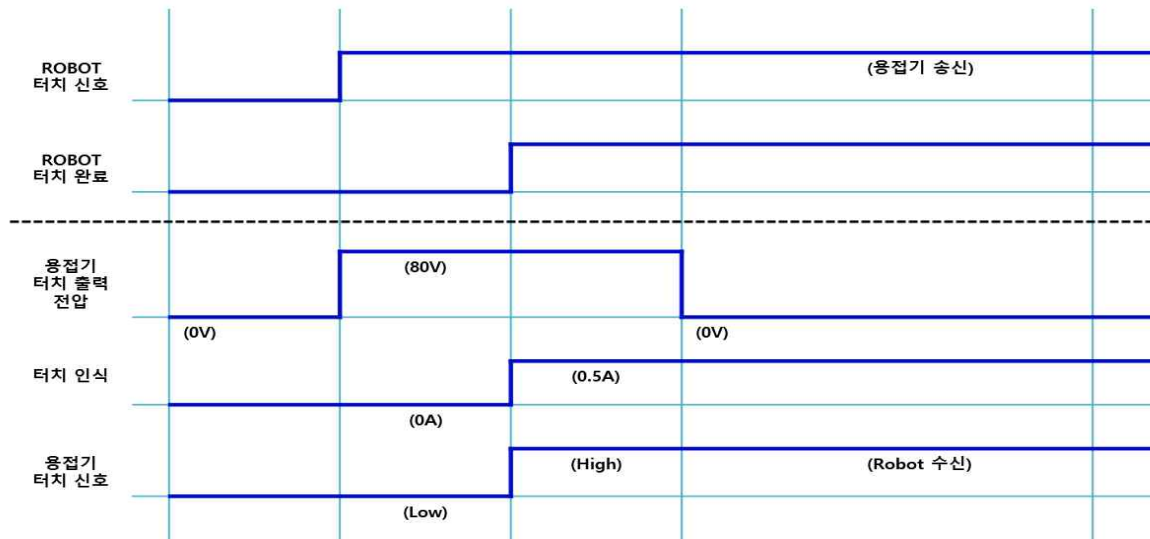 ROBOT
터치 신호
(용접기 송신)
ROBOT
터치 완료
용접기
터치 출력
전압
(80V)
(0V)
(0V)
터치 인식
(0.5A)
(0A)
용접기
터치 신호
(High)
(Robot 수신)
(Low)